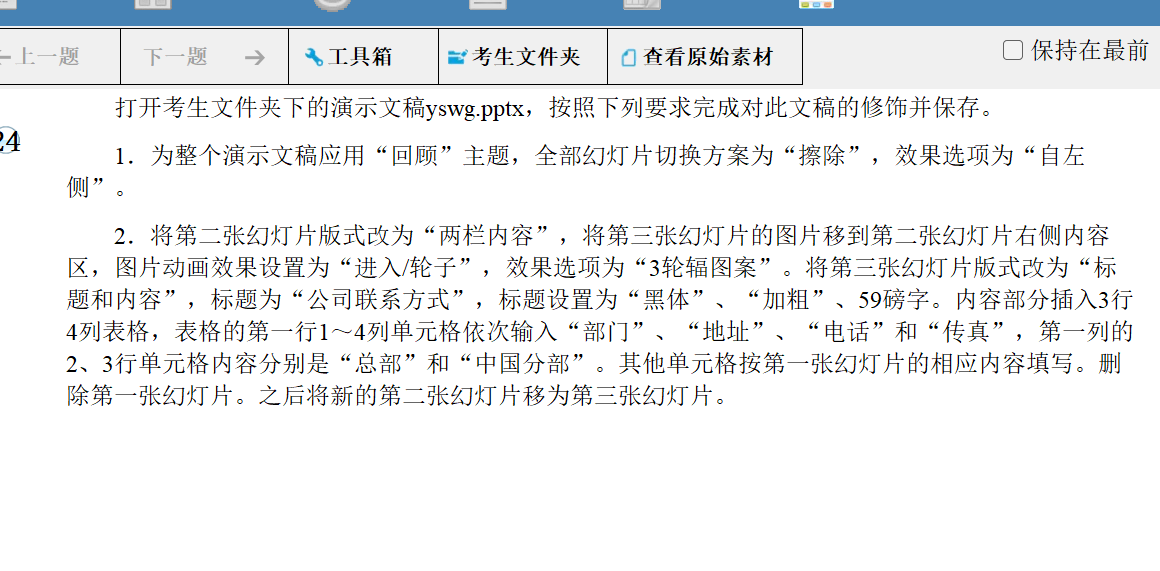 上一题 下一题 工具箱 考生文件夹 查看原始素材 保持在最前
打开考生文件夹下的演示文稿yswg.pptx，按照下列要求完成对此文稿的修饰并保存。
24
1．为整个演示文稿应用“回顾”主题，全部幻灯片切换方案为“擦除”，效果选项为“自左
侧”。
2．将第二张幻灯片版式改为“两栏内容”，将第三张幻灯片的图片移到第二张幻灯片右侧内容
区，图片动画效果设置为“进入/轮子”，效果选项为“3轮辐图案”。将第三张幻灯片版式改为“标
题和内容”，标题为“公司联系方式”，标题设置为“黑体”、“加粗”、59磅字。内容部分插入3行
4列表格，表格的第一行1～4列单元格依次输入“部门”、“地址”、“电话”和“传真”，第一列的
2、3行单元格内容分别是“总部”和“中国分部”。其他单元格按第一张幻灯片的相应内容填写。删
除第一张幻灯片。之后将新的第二张幻灯片移为第三张幻灯片。